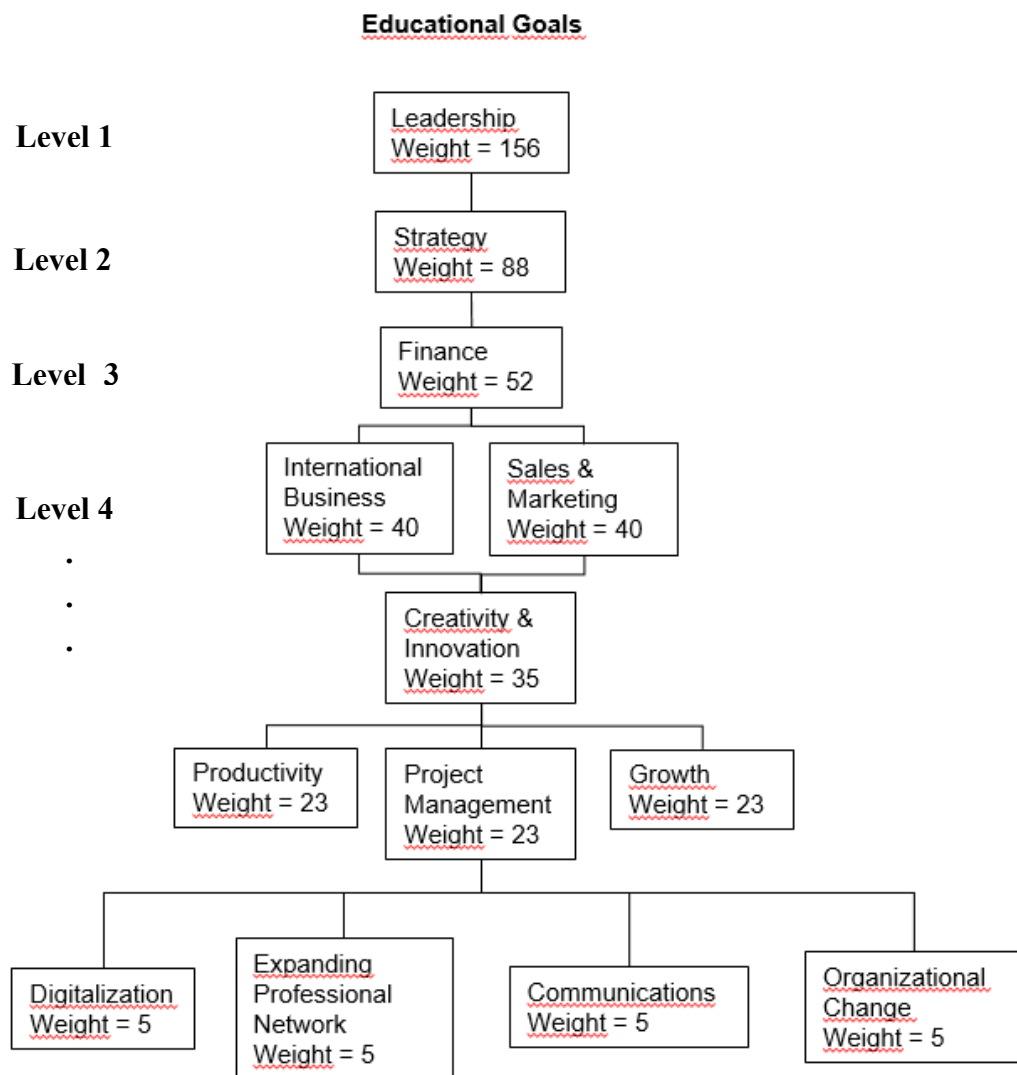 Educational Goals
Level 1
Leadership
Weight = 156
Level 2
Strategy
Weight = 88
Level 3
Finance
Weight = 52
Level 4
International
Business
Weight = 40
Sales &
Marketing
Weight = 40
.
.
.
Creativity &
Innovation
Weight = 35
Productivity
Weight = 23
Project
Management
Weight = 23
Growth
Weight = 23
Digitalization
Weight = 5
Expanding
Professional
Network
Weight = 5
Communications
Weight = 5
Organizational
Change
Weight = 5